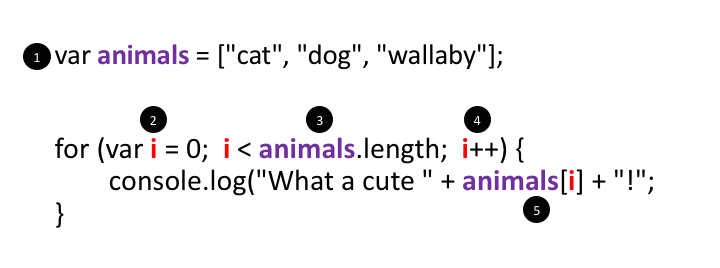 1 var animals = ["cat", "dog", "wallaby"];
2 3 4
for (var i = 0; i < animals.length; i++) {
console.log("What a cute " + animals[i] + "!";
5
}